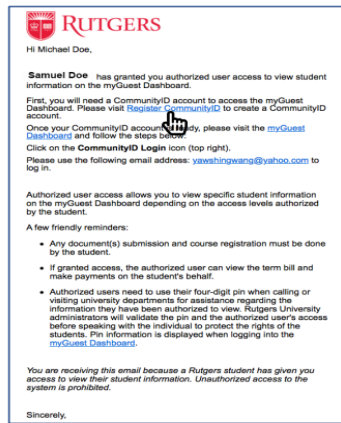 RUTGERS
Hi Michael Doe,
Samuel Doe has granted you authorized user access to view student
information on the myGuest Dashboard.
First, you will need a CommunityID account to access the myGuest
Dashboard. Please visit Register CommunityID to create a CommunityID
account.
Once your CommunityID account is ready, please visit the myGuest
Dashboard and follow the steps below:
Click on the CommunityID Login icon (top right).
Please use the following email address: yawshingwang@yahoo.com to
log in.
Authorized user access allows you to view specific student information
on the myGuest Dashboard depending on the access levels authorized
by the student.
A few friendly reminders:
• Any document(s) submission and course registration must be done
by the student.
• If granted access, the authorized user can view the term bill and
make payments on the student's behalf.
• Authorized users need to use their four-digit pin when calling or
visiting university departments for assistance regarding the
information they have been authorized to view. Rutgers University
administrators will validate the pin and the authorized user's access
before speaking with the individual to protect the rights of the
students. Pin information is displayed when logging into the
myGuest Dashboard.
You are receiving this email because a Rutgers student has given you
access to view their student information. Unauthorized access to the
system is prohibited.
Sincerely,